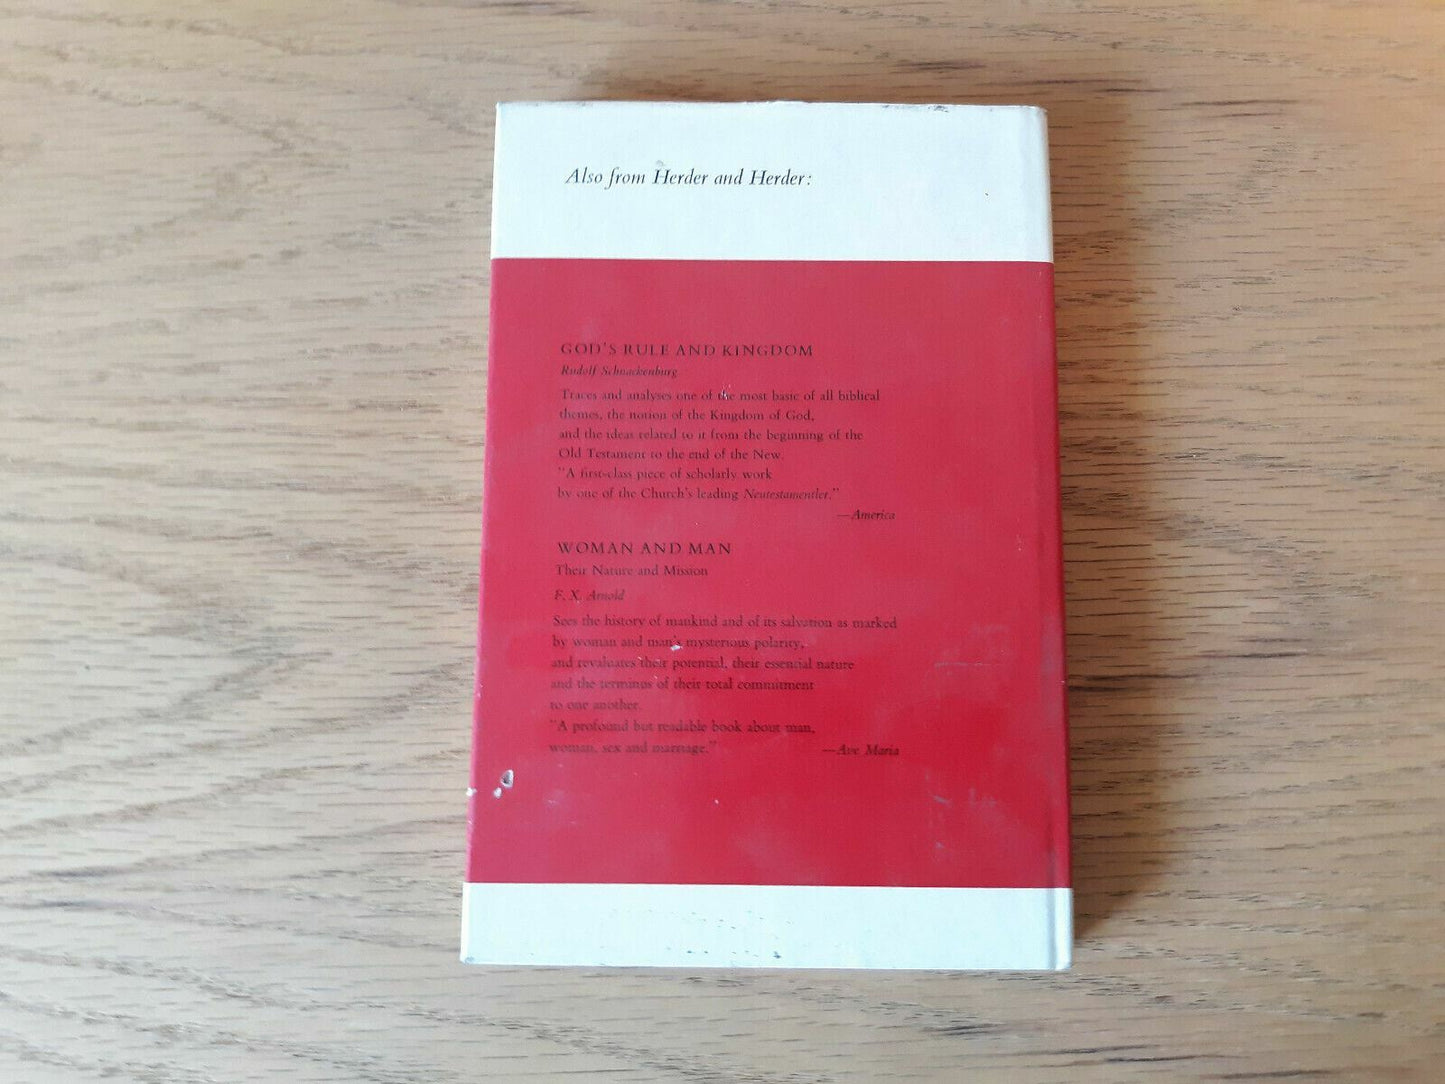 Also from Herder and Herder:
GOD'S RULE AND KINGDOM
Rudolf Schnackenburg
Traces and analyses one of the most basic of all biblical
themes, the notion of the Kingdom of God,
and the ideas related to it from the beginning of the
Old Testament to the end of the New.
"A first-class piece of scholarly work
by one of the Church's leading Neutestamentler."
—America
WOMAN AND MAN
Their Nature and Mission
F. X. Arnold
Sees the history of mankind and of its salvation as marked
by woman and man's mysterious polarity,
and revaluates their potential, their essential nature
and the terminus of their total commitment
to one another.
"A profound but readable book about man,
woman, sex and marriage."
—Ave Maria